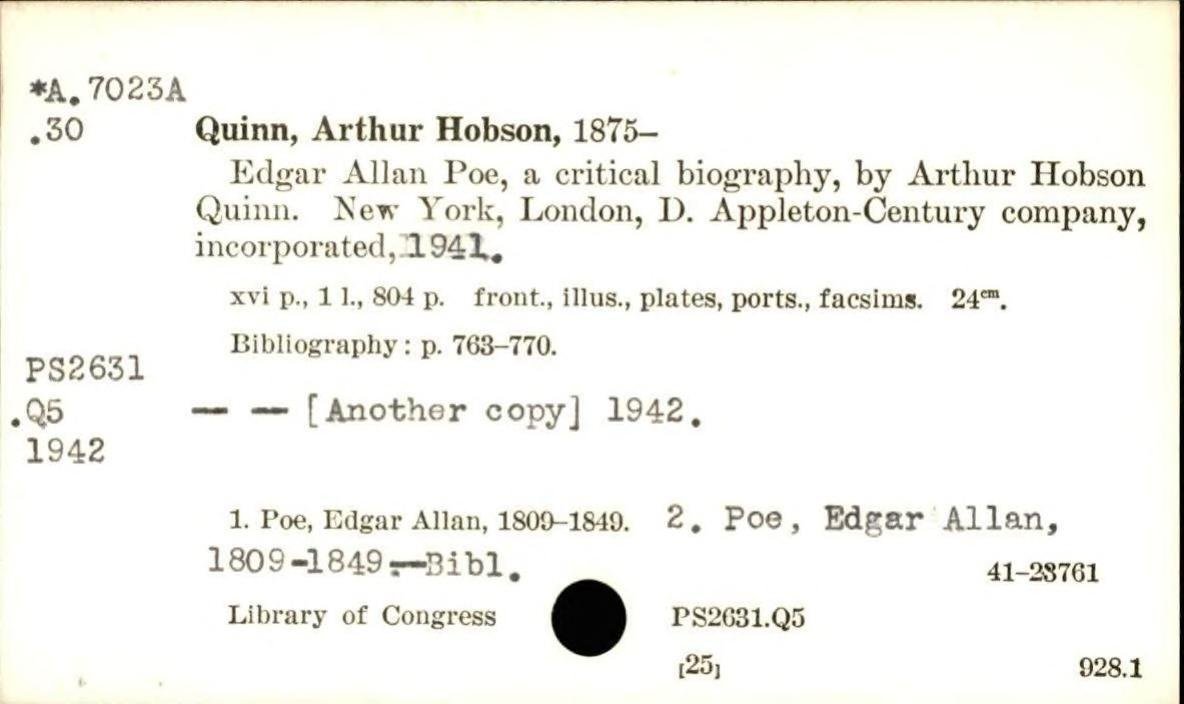 *A.7023A
.30 Quinn, Arthur Hobson, 1875–
Edgar Allan Poe, a critical biography, by Arthur Hobson
Quinn. New York, London, D. Appleton-Century company,
incorporated, 1941.
xvi p., 1 l., 804 p. front., illus., plates, ports., facsims. 24cm.
Bibliography: p. 763–770.
PS2631
.Q5 — — [Another copy] 1942.
1942
1. Poe, Edgar Allan, 1809–1849. 2. Poe, Edgar Allan,
1809-1849.—Bibl.
41–23761
Library of Congress PS2631.Q5
[25] 928.1